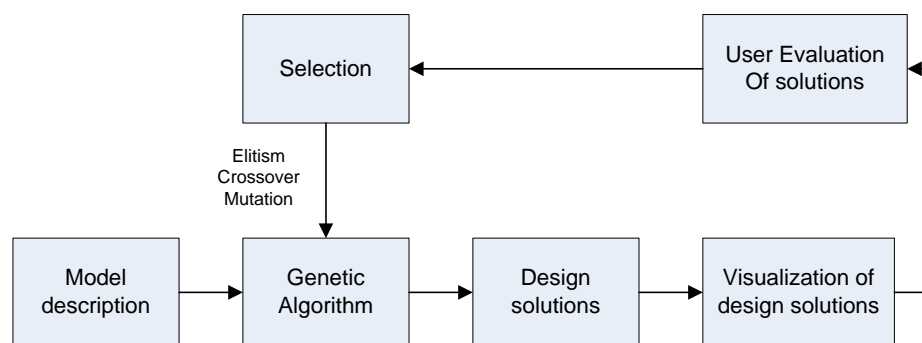 Selection
User Evaluation
Of solutions
Elitism
Crossover
Mutation
Model
description
Genetic
Algorithm
Design
solutions
Visualization of
design solutions